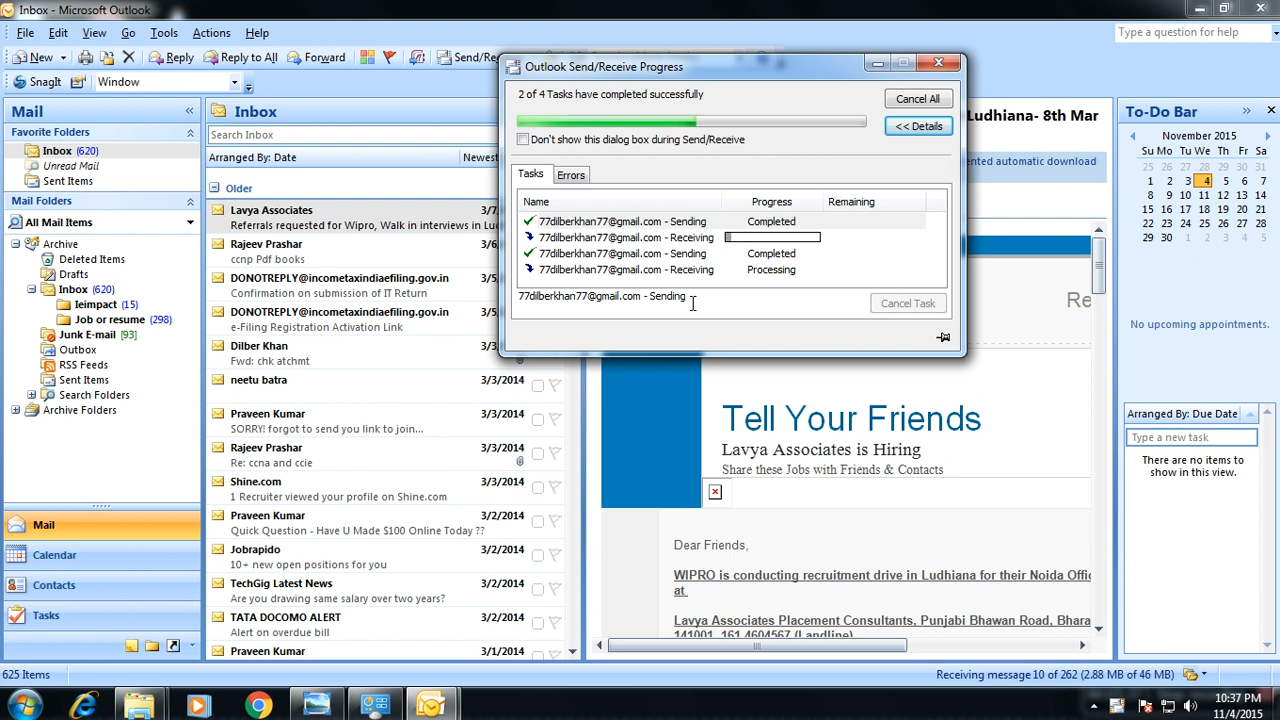 Inbox - Microsoft Outlook
File Edit View Go Tools Actions Help
Type a question for help
New Reply Reply to All Forward Send/Re
SnagIt Window
Mail
Favorite Folders
Inbox (620)
Unread Mail
Sent Items
Mail Folders
All Mail Items
Archive
Deleted Items
Drafts
Inbox (620)
Ieimpact (15)
Job or resume (298)
Junk E-mail [93]
Outbox
RSS Feeds
Sent Items
Search Folders
Archive Folders
Mail
Calendar
Contacts
Tasks
Inbox
Search Inbox
Arranged By: Date Newest
Older
Lavya Associates 3/7/
Referrals requested for Wipro, Walk in interviews in Lu
Rajeev Prashar 3/6
ccnp Pdf books
DONOTREPLY@incometaxindiaefiling.gov.in 3/5
Confirmation on submission of IT Return
DONOTREPLY@incometaxindiaefiling.gov.in 3/5
e-Filing Registration Activation Link
Dilber Khan 3/3/
Fwd: chk atchmt
neetu batra 3/3/2014
Praveen Kumar 3/3/2014
SORRY! forgot to send you link to join...
Rajeev Prashar 3/3/2014
Re: ccna and ccie
Shine.com 3/3/2014
1 Recruiter viewed your profile on Shine.com
Praveen Kumar 3/2/2014
Quick Question - Have U Made $100 Online Today ??
Jobrapido 3/2/2014
10+ new open positions for you
TechGig Latest News 3/2/2014
Are you drawing same salary over two years?
TATA DOCOMO ALERT 3/2/2014
Alert on overdue bill
Praveen Kumar 3/1/2014
Outlook Send/Receive Progress
2 of 4 Tasks have completed successfully
Cancel All
<< Details
Don't show this dialog box during Send/Receive
Tasks Errors
Name Progress Remaining
77dilberkhan77@gmail.com - Sending Completed
77dilberkhan77@gmail.com - Receiving
77dilberkhan77@gmail.com - Sending Completed
77dilberkhan77@gmail.com - Receiving Processing
77dilberkhan77@gmail.com - Sending
Cancel Task
Ludhiana- 8th Mar
ented automatic download
Re
Tell Your Friends
Lavya Associates is Hiring
Share these Jobs with Friends & Contacts
Dear Friends,
WIPRO is conducting recruitment drive in Ludhiana for their Noida Offic
at
Lavya Associates Placement Consultants, Punjabi Bhawan Road, Bhara
141001, 161 4604567 (Landline)
To-Do Bar
November 2015
Su Mo Tu We Th Fr Sa
25 26 27 28 29 30 31
1 2 3 4 5 6 7
8 9 10 11 12 13 14
15 16 17 18 19 20 21
22 23 24 25 26 27 28
29 30 1 2 3 4 5
No upcoming appointments.
Arranged By: Due Date
Type a new task
There are no items to
show in this view.
625 Items
Receiving message 10 of 262 (2.88 MB of 46 MB)
10:37 PM
11/4/2015